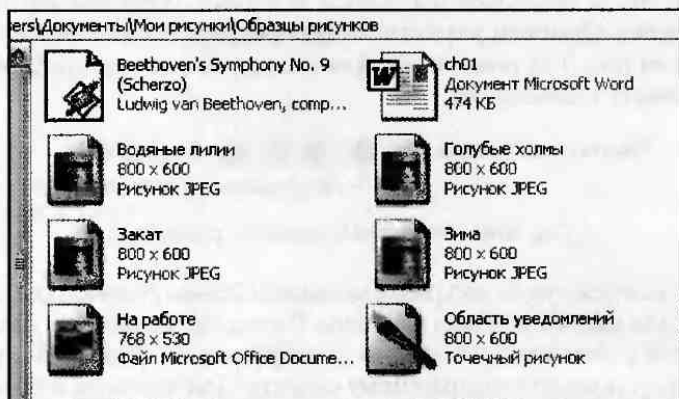 ers\Документы\Мои рисунки\Образцы рисунков
Beethoven's Symphony No. 9
(Scherzo)
Ludwig van Beethoven, comp...
ch01
Документ Microsoft Word
474 КБ
Водяные лилии
800 x 600
Рисунок JPEG
Голубые холмы
800 x 600
Рисунок JPEG
Закат
800 x 600
Рисунок JPEG
Зима
800 x 600
Рисунок JPEG
На работе
768 x 530
Файл Microsoft Office Docume...
Область уведомлений
800 x 600
Точечный рисунок